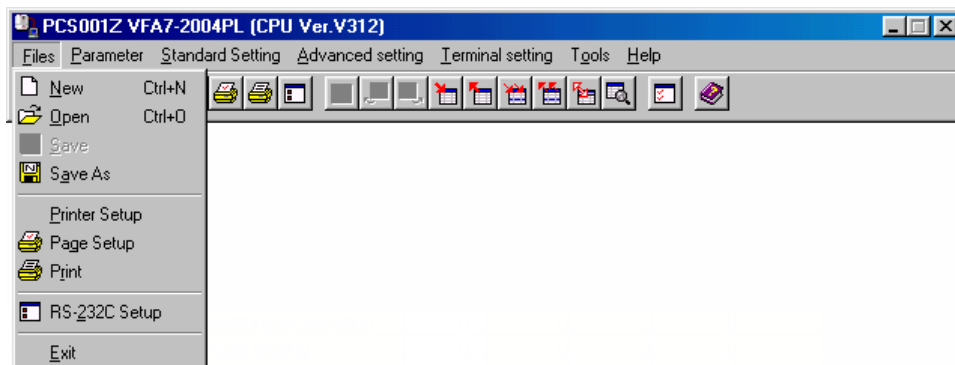 PCS001Z VFA7-2004PL (CPU Ver.V312)
Files Parameter Standard Setting Advanced setting Terminal setting Tools Help
New Ctrl+N
Open Ctrl+O
Save
Save As
Printer Setup
Page Setup
Print
RS-232C Setup
Exit